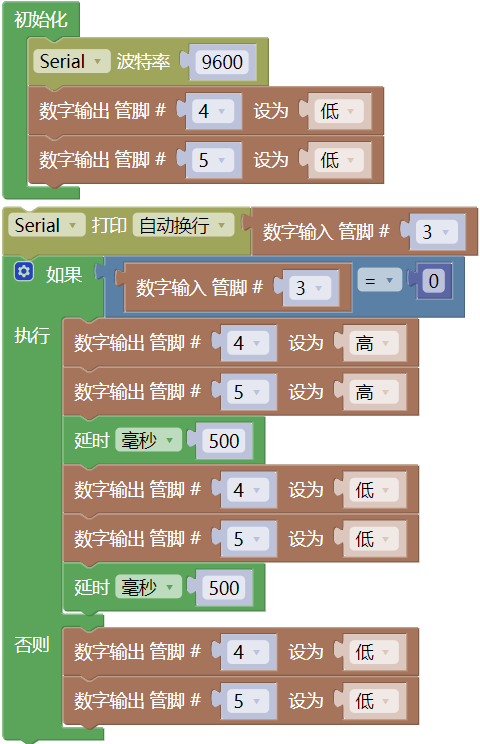 初始化
Serial 波特率 9600
数字输出 管脚 # 4 设为 低
数字输出 管脚 # 5 设为 低
Serial 打印 自动换行 数字输入 管脚 # 3
如果 数字输入 管脚 # 3 = 0
执行 数字输出 管脚 # 4 设为 高
数字输出 管脚 # 5 设为 高
延时 毫秒 500
数字输出 管脚 # 4 设为 低
数字输出 管脚 # 5 设为 低
延时 毫秒 500
否则 数字输出 管脚 # 4 设为 低
数字输出 管脚 # 5 设为 低